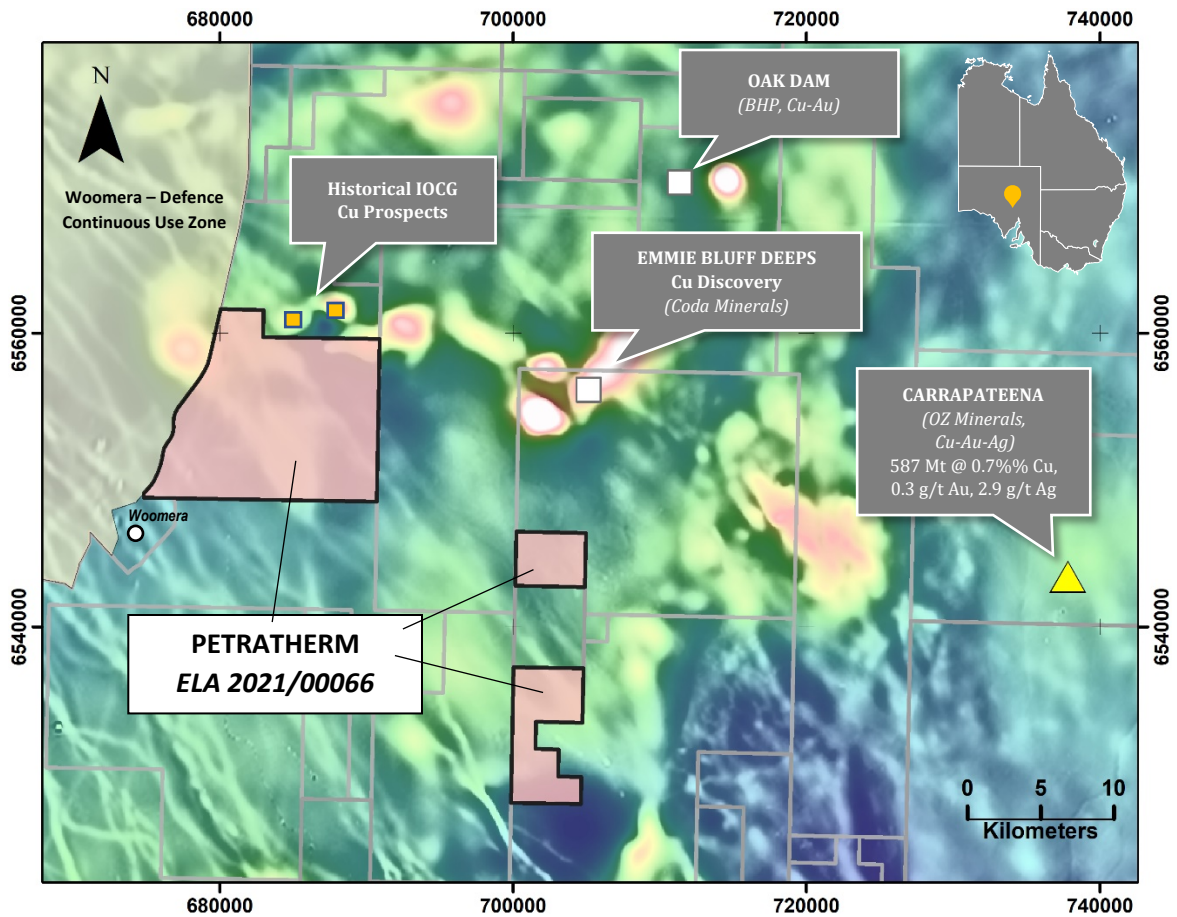 680000
700000
720000
740000
N
OAK DAM
(BHP, Cu-Au)
Woomera – Defence
Continuous Use Zone
Historical IOCG
Cu Prospects
EMMIE BLUFF DEEPS
Cu Discovery
(Coda Minerals)
6560000
6560000
CARRAPATEENA
(OZ Minerals,
Cu-Au-Ag)
587 Mt @ 0.7%% Cu,
0.3 g/t Au, 2.9 g/t Ag
Woomera
6540000
6540000
PETRATHERM
ELA 2021/00066
0 5 10
Kilometers
680000
700000
720000
740000